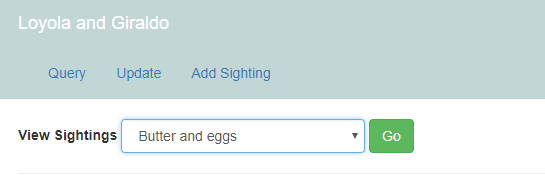 Loyola and Giraldo
Query Update Add Sighting
View Sightings Butter and eggs Go